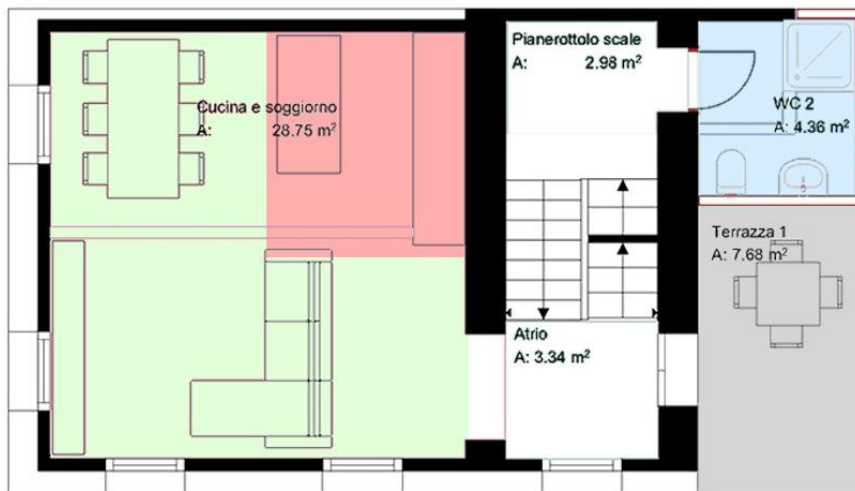 Pianerottolo scale
A: 2.98 m²
Cucina e soggiorno
A: 28.75 m²
WC 2
A: 4.36 m²
Terrazza 1
A: 7.68 m²
Atrio
A: 3.34 m²